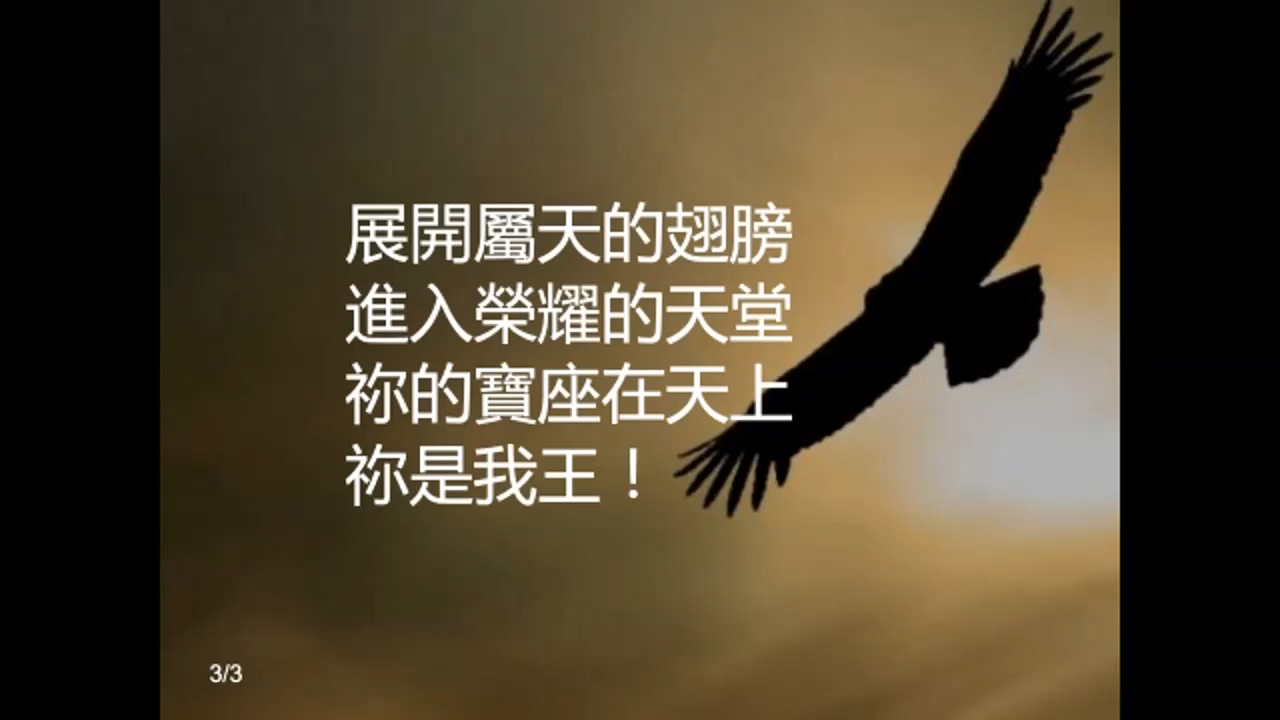 展開屬天的翅膀
進入榮耀的天堂
祢的寶座在天上
祢是我王！
3/3